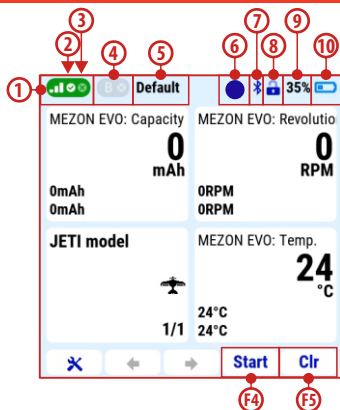 3
2 4 5 6 7 8 9 10
1 B Default 35%
MEZON EVO: Capacity
0
mAh
0mAh
0mAh
MEZON EVO: Revolutio
0
RPM
0RPM
0RPM
JETI model
1/1
MEZON EVO: Temp.
24
°C
24°C
24°C
Start Clr
F4 F5